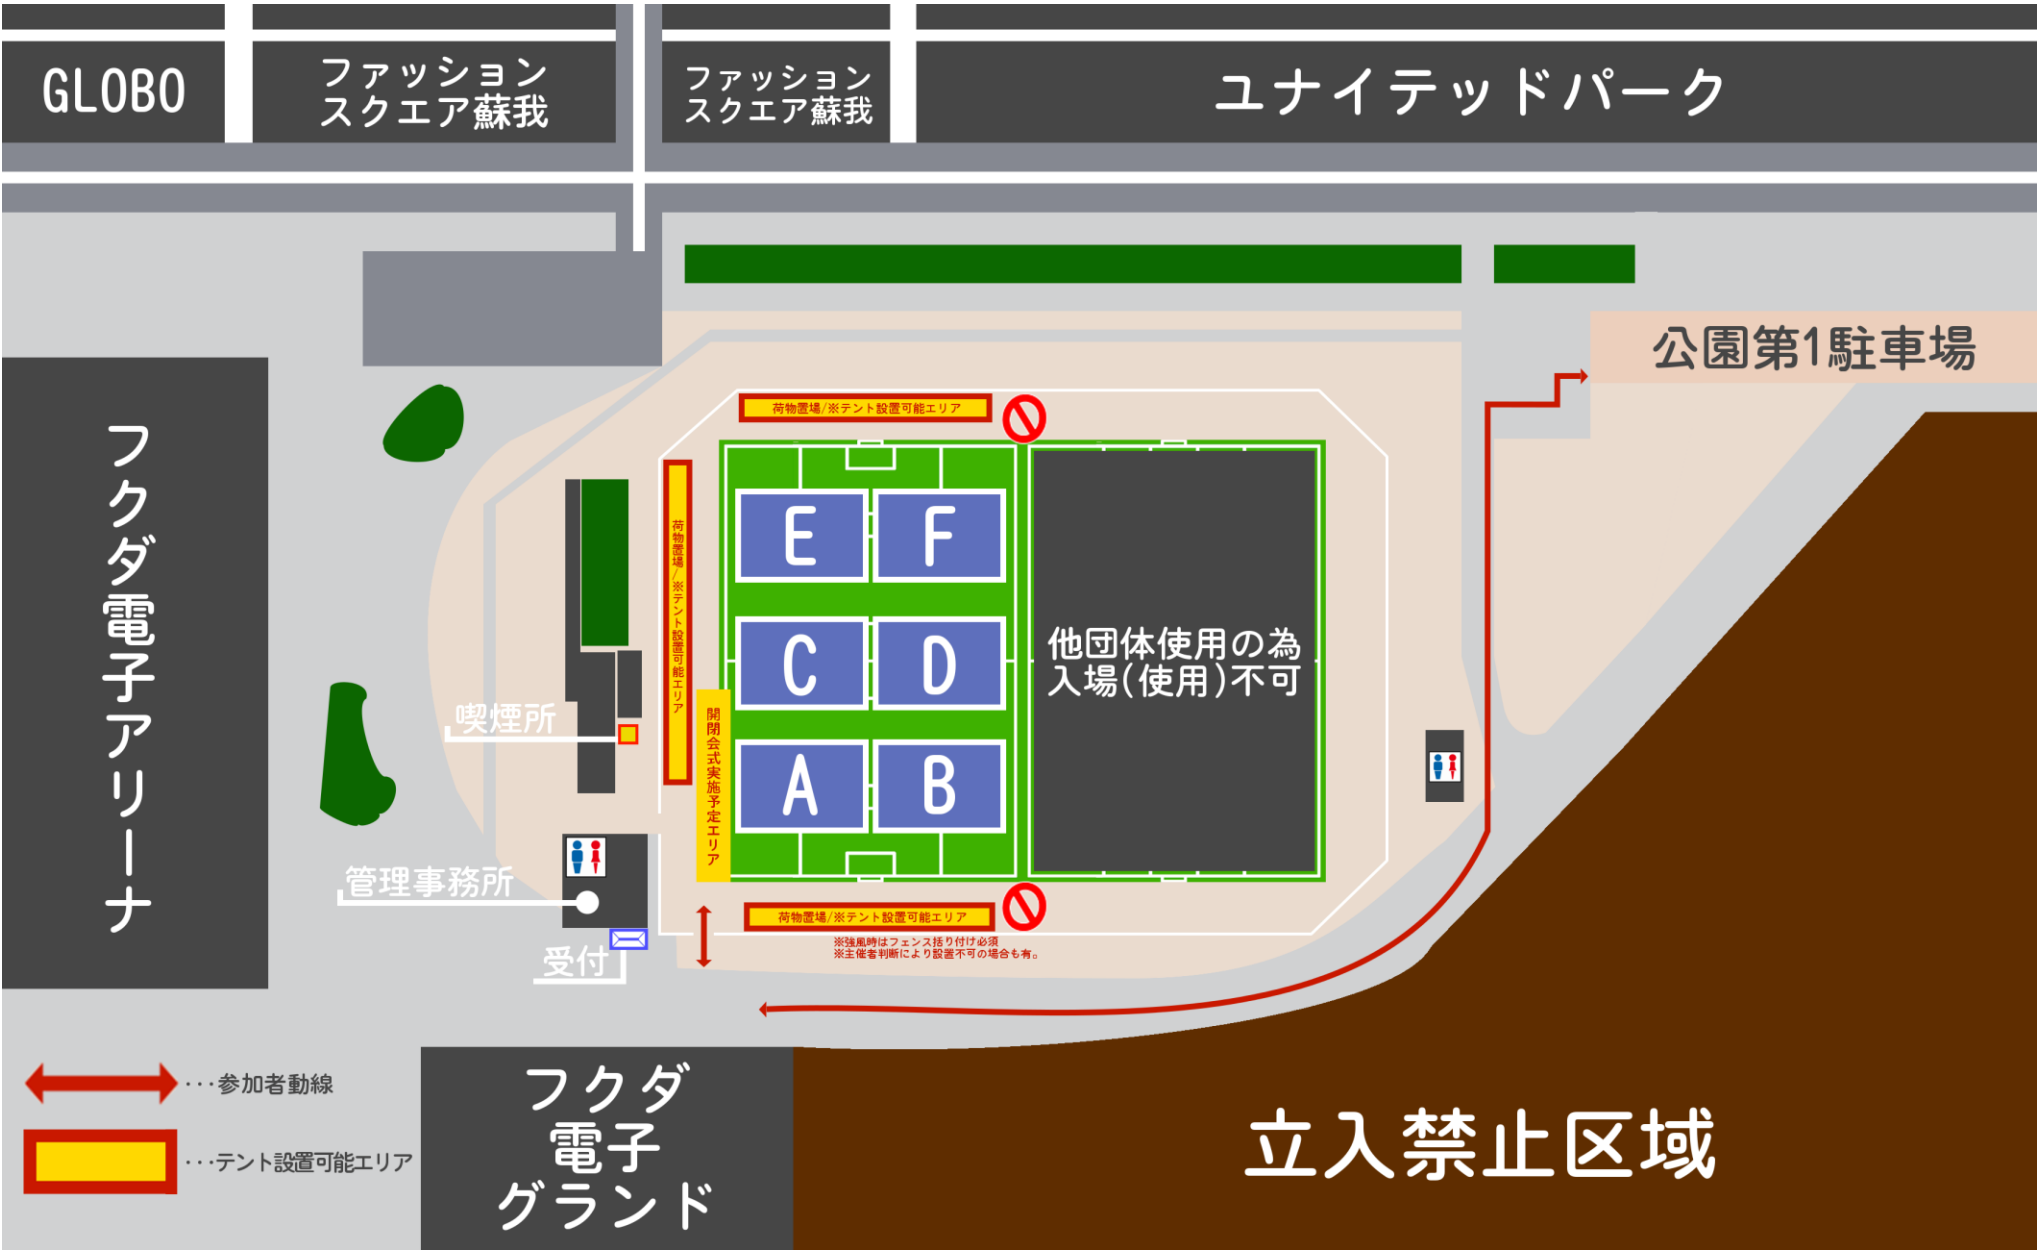 GLOBO
ファッション
スクエア蘇我
ファッション
スクエア蘇我
ユナイテッドパーク
公園第1駐車場
フクダ電子アリーナ
荷物置場/※テント設置可能エリア
荷物置場/※テント設置可能エリア
E
F
C
D
A
B
他団体使用の為
入場(使用)不可
開閉会式実施予定エリア
喫煙所
管理事務所
受付
荷物置場/※テント設置可能エリア
※強風時はフェンス括り付け必須
※主催者判断により設置不可の場合も有。
・・・参加者動線
・・・テント設置可能エリア
フクダ
電子
グランド
立入禁止区域